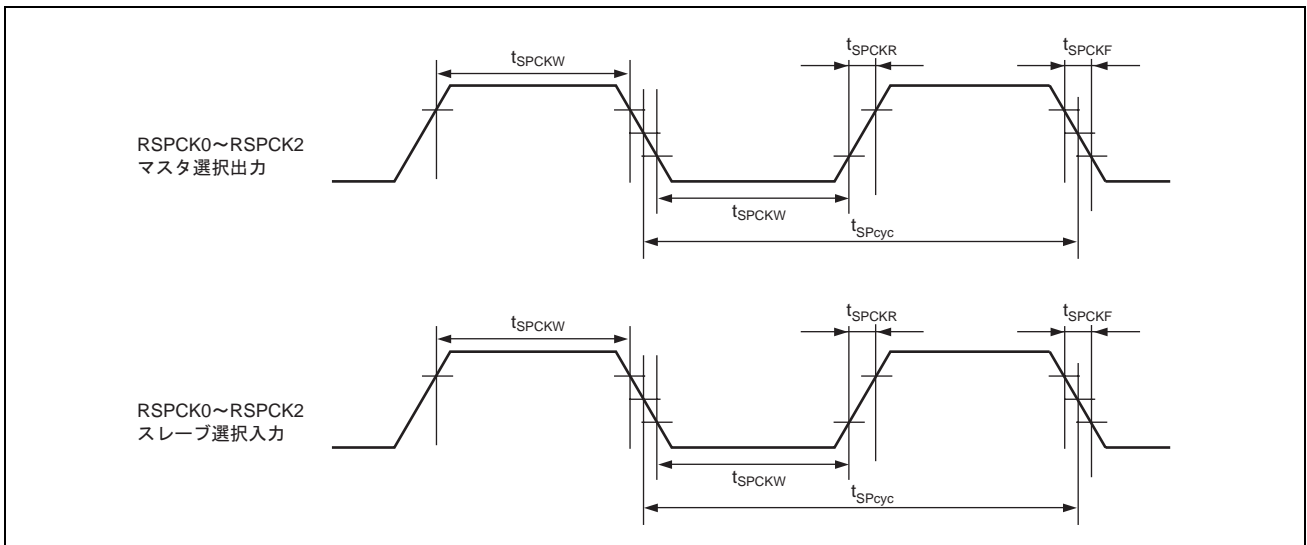 tSPCKW
tSPCKR
tSPCKF
RSPCK0～RSPCK2
マスタ選択出力
tSPCKW
tSPcyc
tSPCKW
tSPCKR
tSPCKF
RSPCK0～RSPCK2
スレーブ選択入力
tSPCKW
tSPcyc